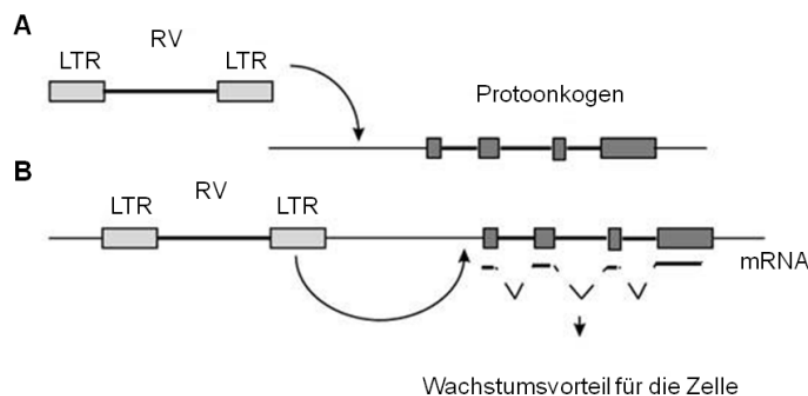 A
RV
LTR LTR
Protoonkogen
B
RV
LTR LTR
mRNA
Wachstumsvorteil für die Zelle